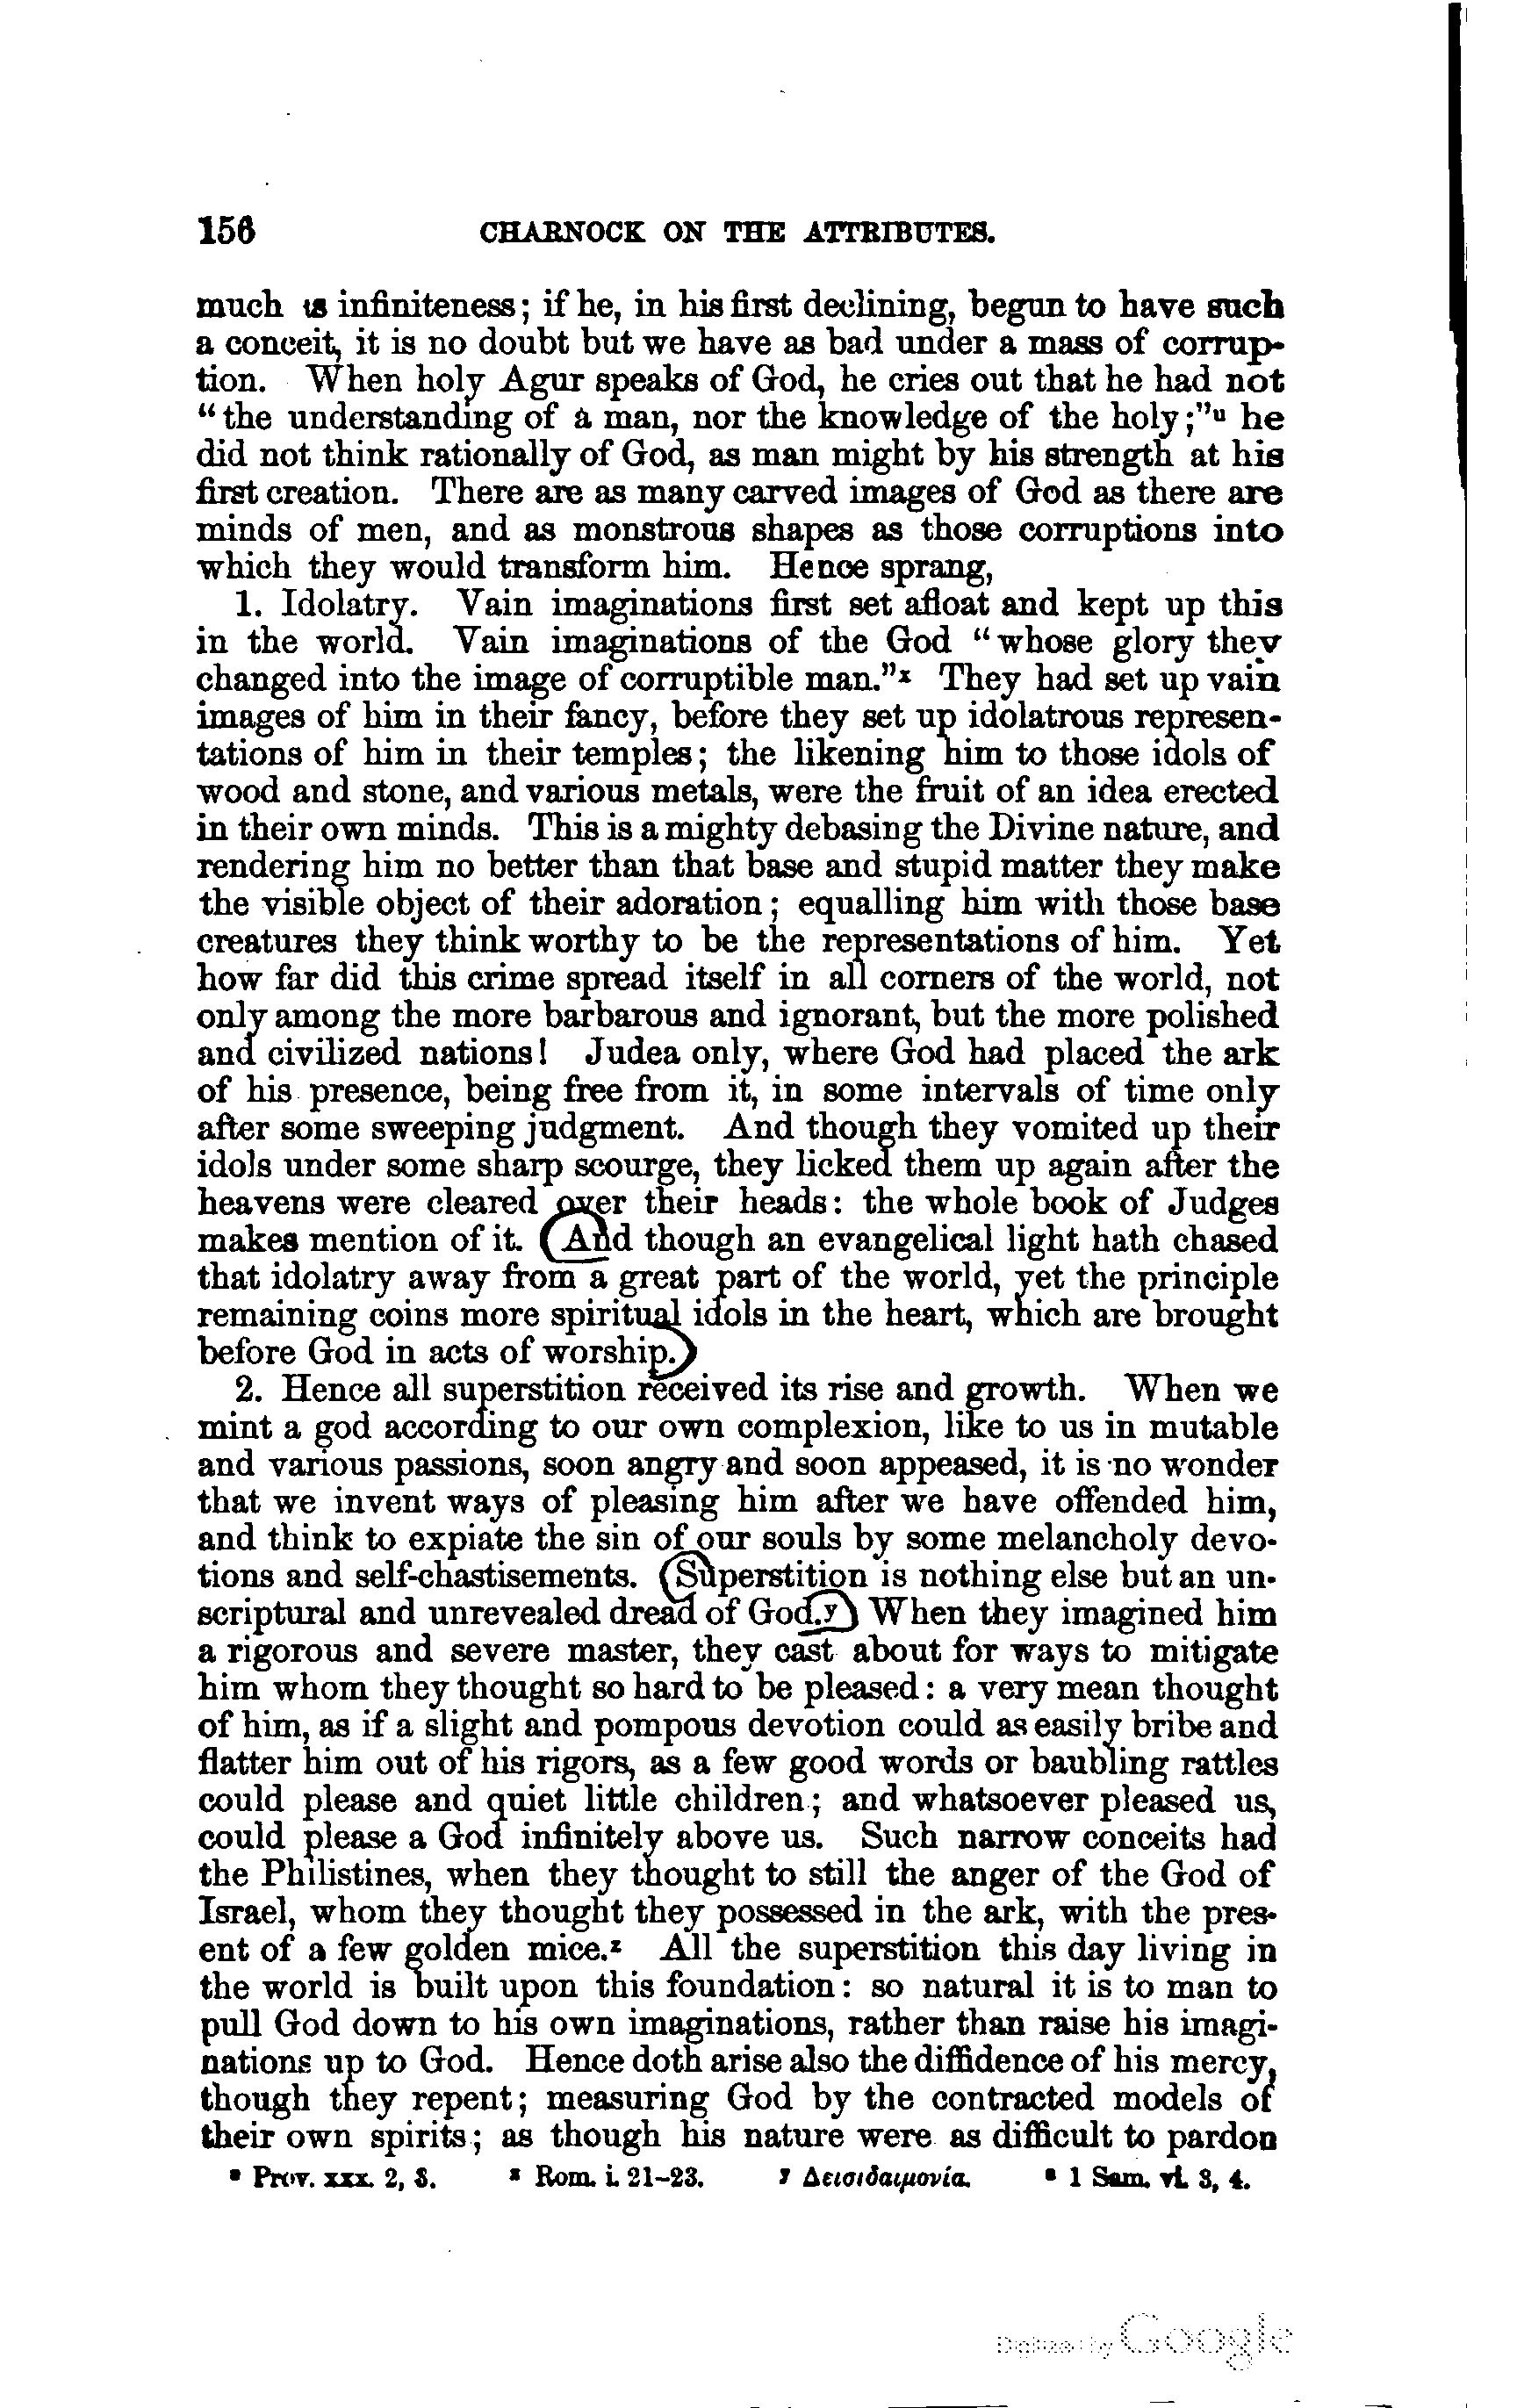 156 CHARNOCK ON THE ATTRIBUTES.
much as infiniteness; if he, in his first declining, begun to have such
a conceit, it is no doubt but we have as bad under a mass of corrup-
tion. When holy Agur speaks of God, he cries out that he had not
“the understanding of a man, nor the knowledge of the holy;”u he
did not think rationally of God, as man might by his strength at his
first creation. There are as many carved images of God as there are
minds of men, and as monstrous shapes as those corruptions into
which they would transform him. Hence sprang,
1. Idolatry. Vain imaginations first set afloat and kept up this
in the world. Vain imaginations of the God “whose glory they
changed into the image of corruptible man.”x They had set up vain
images of him in their fancy, before they set up idolatrous represen-
tations of him in their temples; the likening him to those idols of
wood and stone, and various metals, were the fruit of an idea erected
in their own minds. This is a mighty debasing the Divine nature, and
rendering him no better than that base and stupid matter they make
the visible object of their adoration; equalling him with those base
creatures they think worthy to be the representations of him. Yet
how far did this crime spread itself in all corners of the world, not
only among the more barbarous and ignorant, but the more polished
and civilized nations! Judea only, where God had placed the ark
of his presence, being free from it, in some intervals of time only
after some sweeping judgment. And though they vomited up their
idols under some sharp scourge, they licked them up again after the
heavens were cleared over their heads: the whole book of Judges
makes mention of it. And though an evangelical light hath chased
that idolatry away from a great part of the world, yet the principle
remaining coins more spiritual idols in the heart, which are brought
before God in acts of worship.
2. Hence all superstition received its rise and growth. When we
mint a god according to our own complexion, like to us in mutable
and various passions, soon angry and soon appeased, it is no wonder
that we invent ways of pleasing him after we have offended him,
and think to expiate the sin of our souls by some melancholy devo-
tions and self-chastisements. Superstition is nothing else but an un-
scriptural and unrevealed dread of God.y When they imagined him
a rigorous and severe master, they cast about for ways to mitigate
him whom they thought so hard to be pleased: a very mean thought
of him, as if a slight and pompous devotion could as easily bribe and
flatter him out of his rigors, as a few good words or baubling rattles
could please and quiet little children; and whatsoever pleased us,
could please a God infinitely above us. Such narrow conceits had
the Philistines, when they thought to still the anger of the God of
Israel, whom they thought they possessed in the ark, with the pres-
ent of a few golden mice.z All the superstition this day living in
the world is built upon this foundation: so natural it is to man to
pull God down to his own imaginations, rather than raise his imagi-
nations up to God. Hence doth arise also the diffidence of his mercy,
though they repent; measuring God by the contracted models of
their own spirits; as though his nature were as difficult to pardon
u Prov. xxx. 2, 3. x Rom. i. 21–23. y Δεισιδαιμονία. z 1 Sam. vi. 3, 4.
Digitized by Google